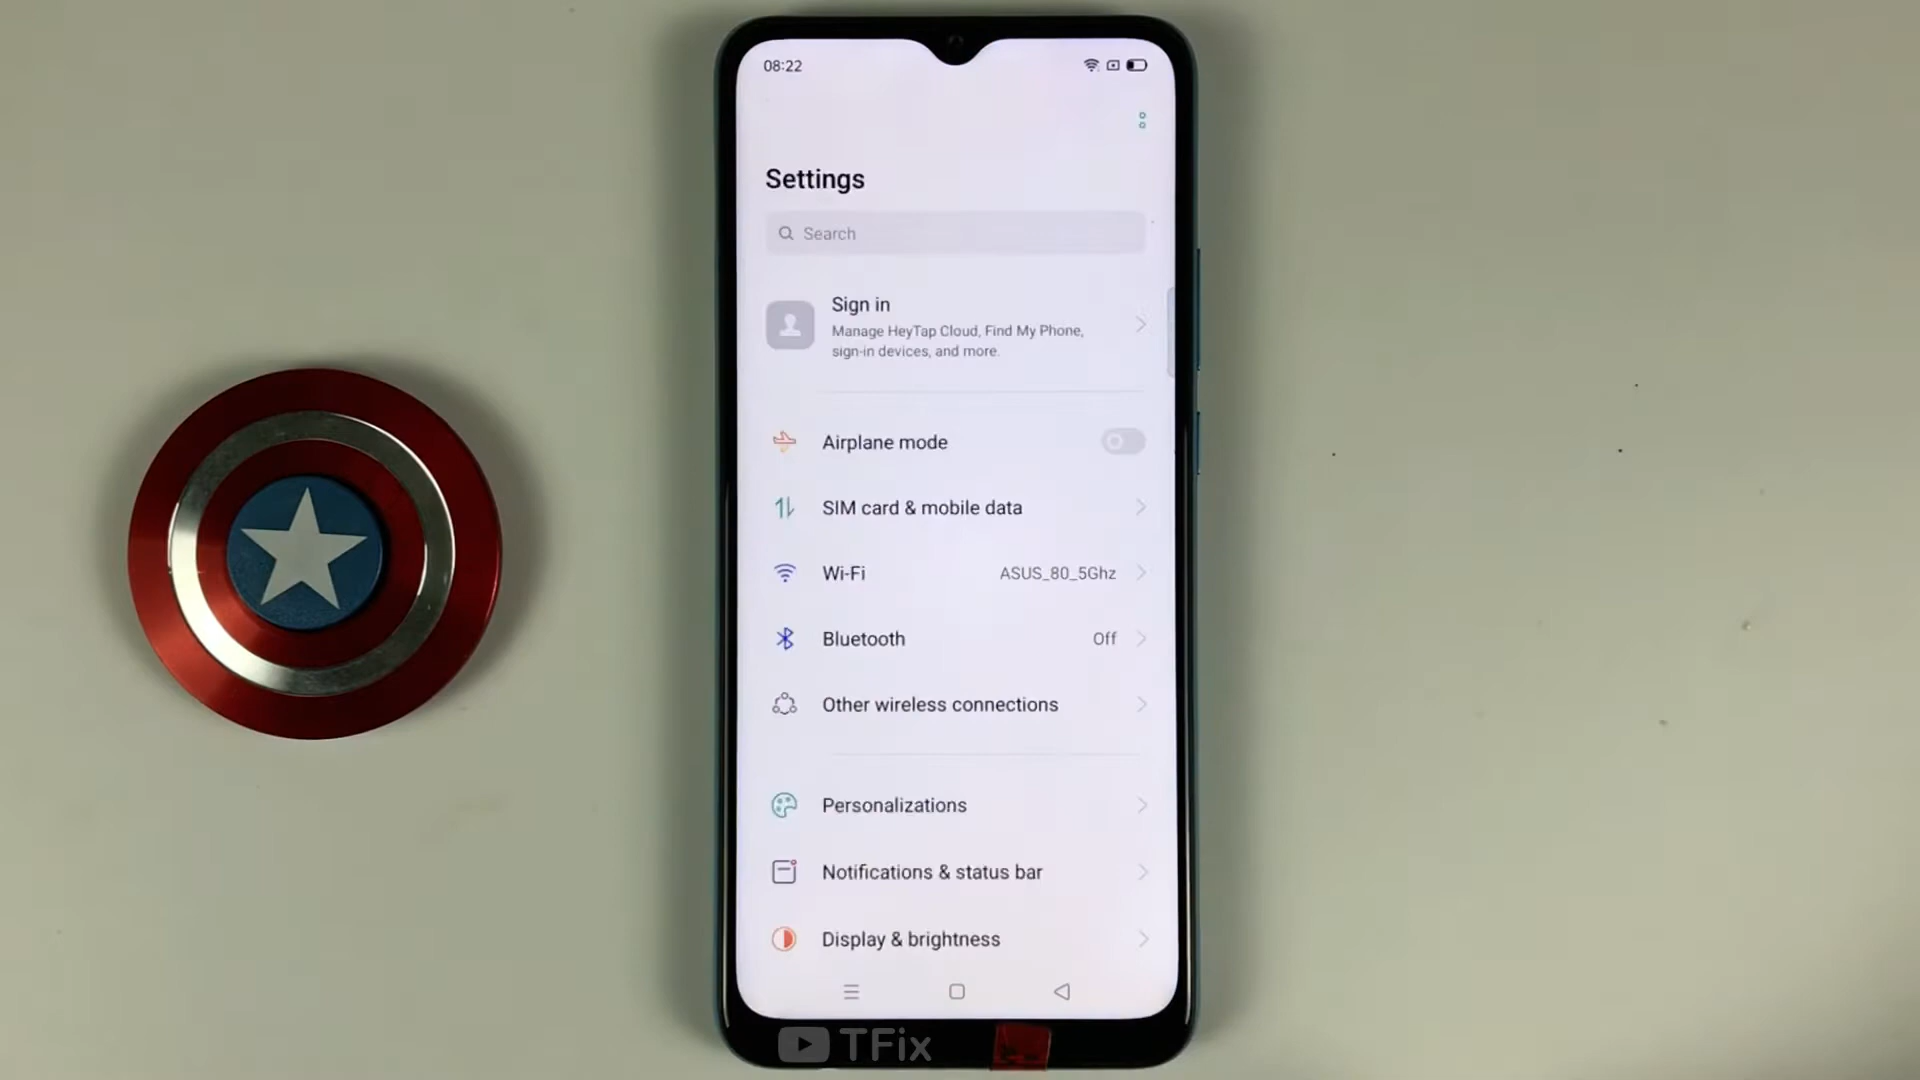 08:22
Settings
Search
Sign in
Manage HeyTap Cloud, Find My Phone,
sign-in devices, and more.
Airplane mode
SIM card & mobile data
Wi-Fi ASUS_80_5Ghz
Bluetooth Off
Other wireless connections
Personalizations
Notifications & status bar
Display & brightness
TFix